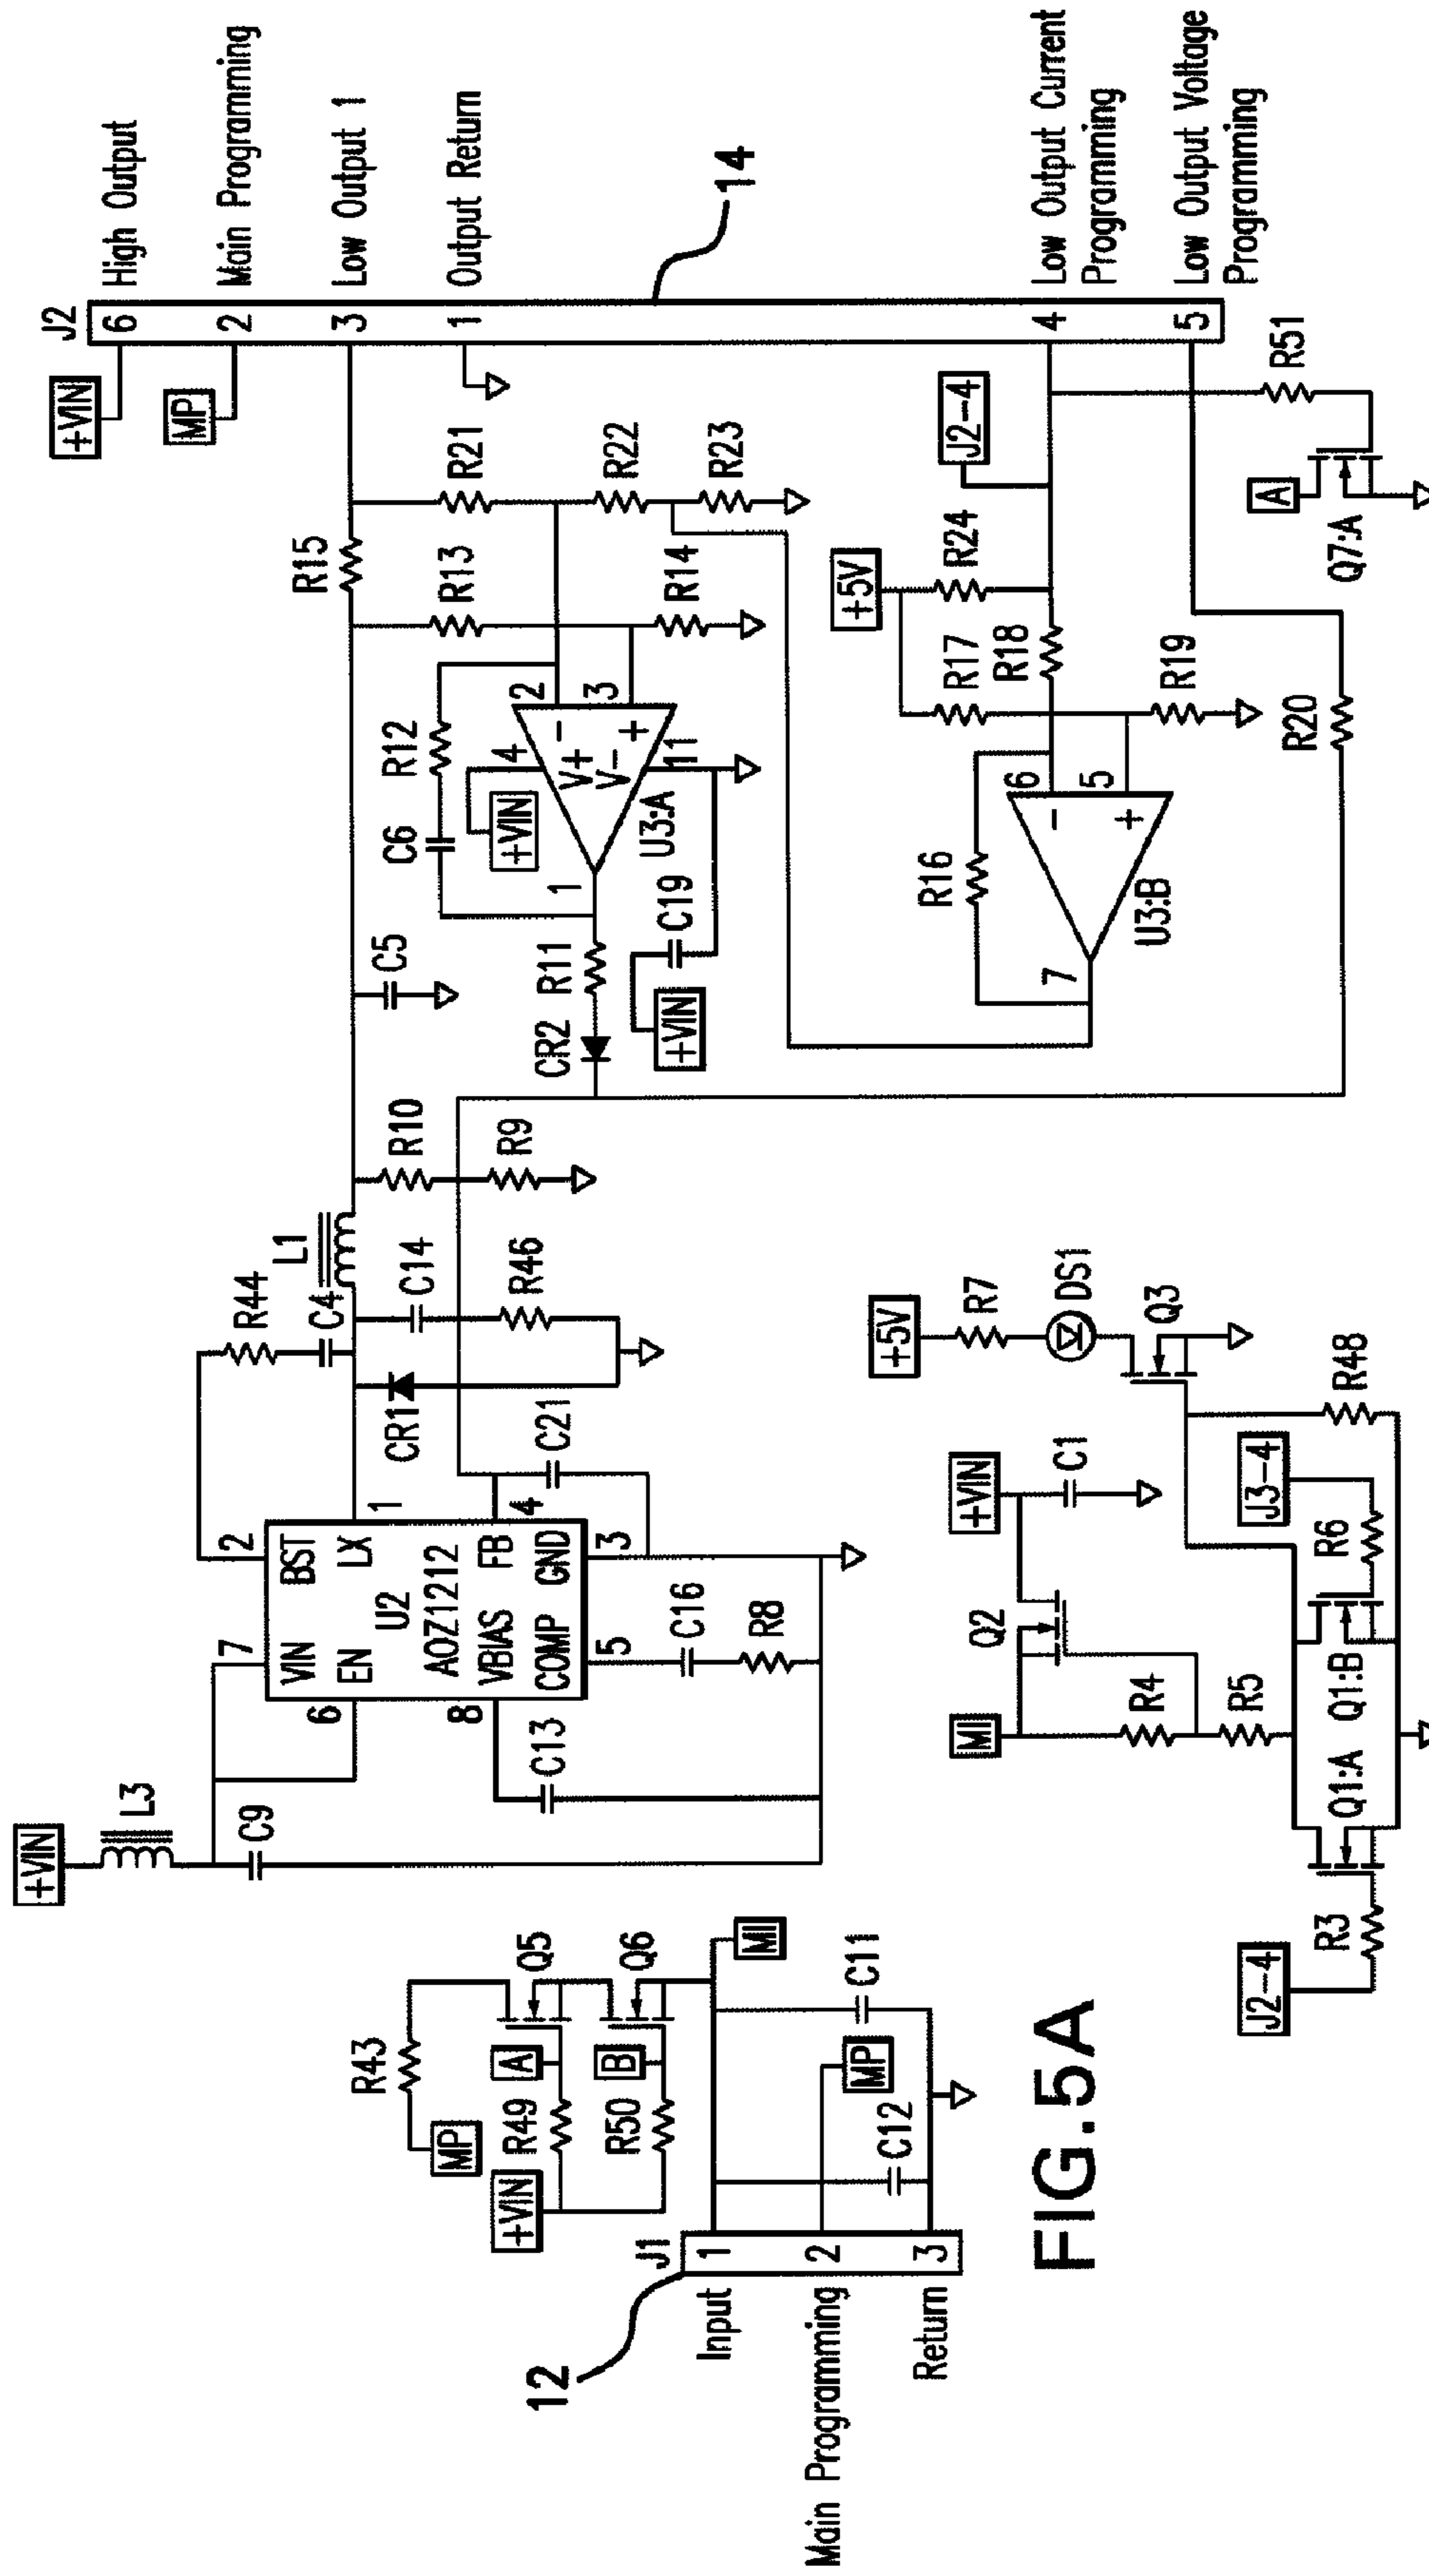 +VIN
L3
C9
7
6
8
2
1
4
5
3
VIN
EN
VBIAS
COMP
BST
LX
FB
GND
U2
AOZ1212
C13
C16
R8
C21
R44
C4
CR1
C14
R46
L1
R10
R9
C5
R15
R13
R14
R21
R22
R23
C6
R12
+VIN
4
2
3
11
1
V+
V-
-
+
U3:A
R11
CR2
C19
+VIN
J2
+VIN
6
High Output
MP
2
Main Programming
3
Low Output 1
1
Output Return
14
4
Low Output Current
Programming
5
Low Output Voltage
Programming
J2-4
+5V
R24
R17
R18
R19
R16
6
5
7
-
+
U3:B
R20
R51
A
Q7:A
R43
MP
Q5
Q6
A
B
R49
R50
+VIN
MI
J1
12
1
2
3
Input
Main Programming
Return
C11
MP
C12
MI
Q2
+VIN
C1
R4
R5
+5V
R7
DS1
Q3
R48
J3-4
R6
Q1:B
Q1:A
R3
J2-4
FIG.5A